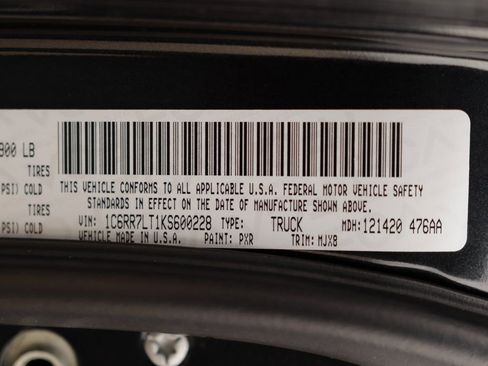 800 LB
PSI) COLD
TIRES
PSI) COLD
TIRES
THIS VEHICLE CONFORMS TO ALL APPLICABLE U.S.A. FEDERAL MOTOR VEHICLE SAFETY
STANDARDS IN EFFECT ON THE DATE OF MANUFACTURE SHOWN ABOVE.
VIN: 1C6RR7LT1KS600228 TYPE: TRUCK MDH: 121420 476AA
VEHICLE MADE IN U.S.A. PAINT: PXR TRIM: MJX8